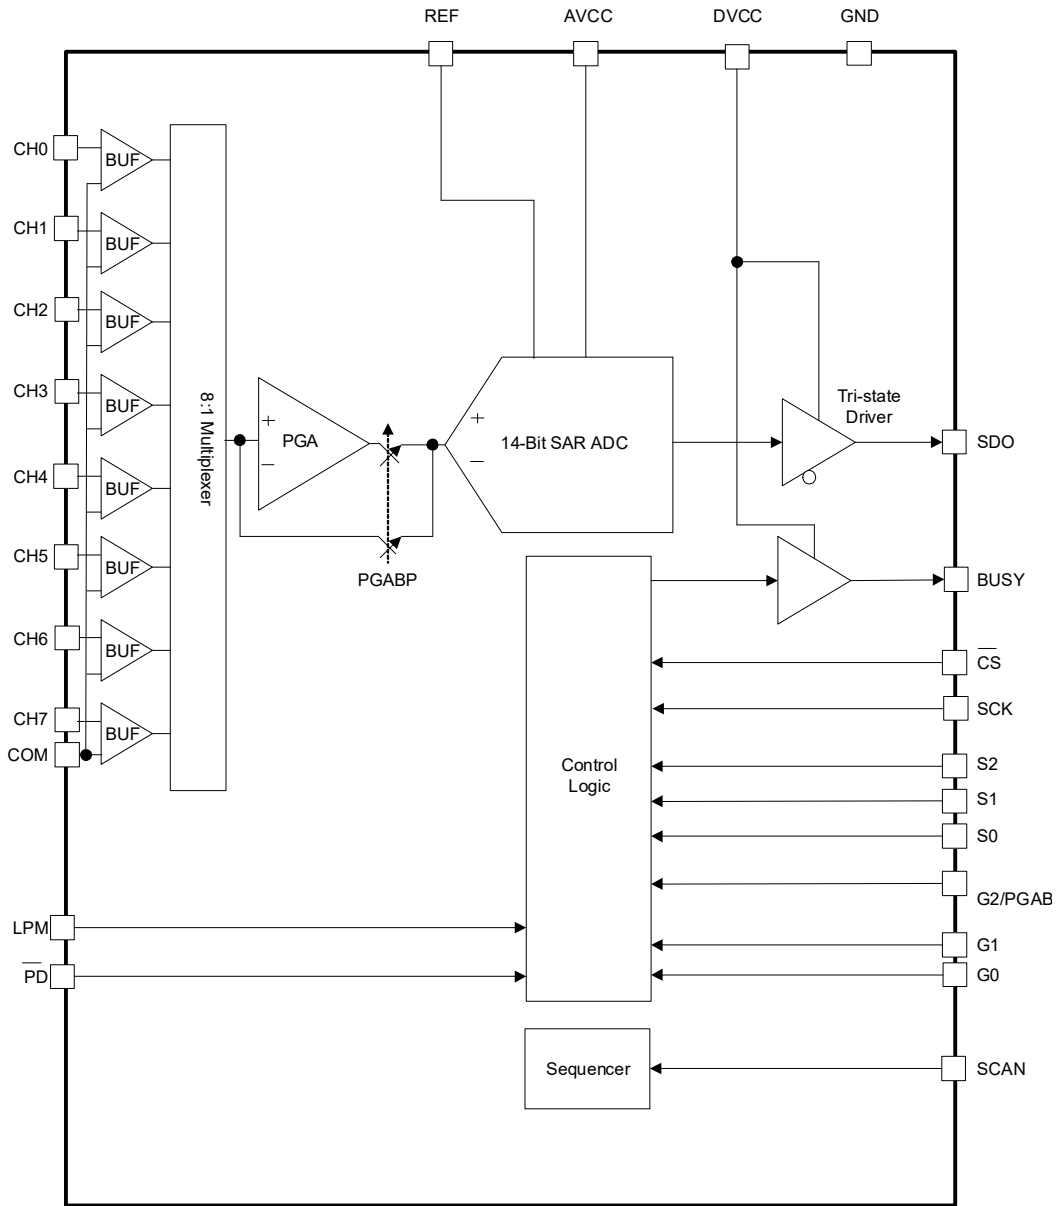 REF
AVCC
DVCC
GND
CH0
BUF
CH1
BUF
CH2
BUF
CH3
BUF
CH4
BUF
CH5
BUF
CH6
BUF
CH7
BUF
COM
8:1 Multiplexer
+
PGA
−
PGABP
+
14-Bit SAR ADC
−
Tri-state
Driver
SDO
BUSY
CS
SCK
S2
S1
S0
G2/PGAB
G1
G0
Control
Logic
LPM
PD
Sequencer
SCAN